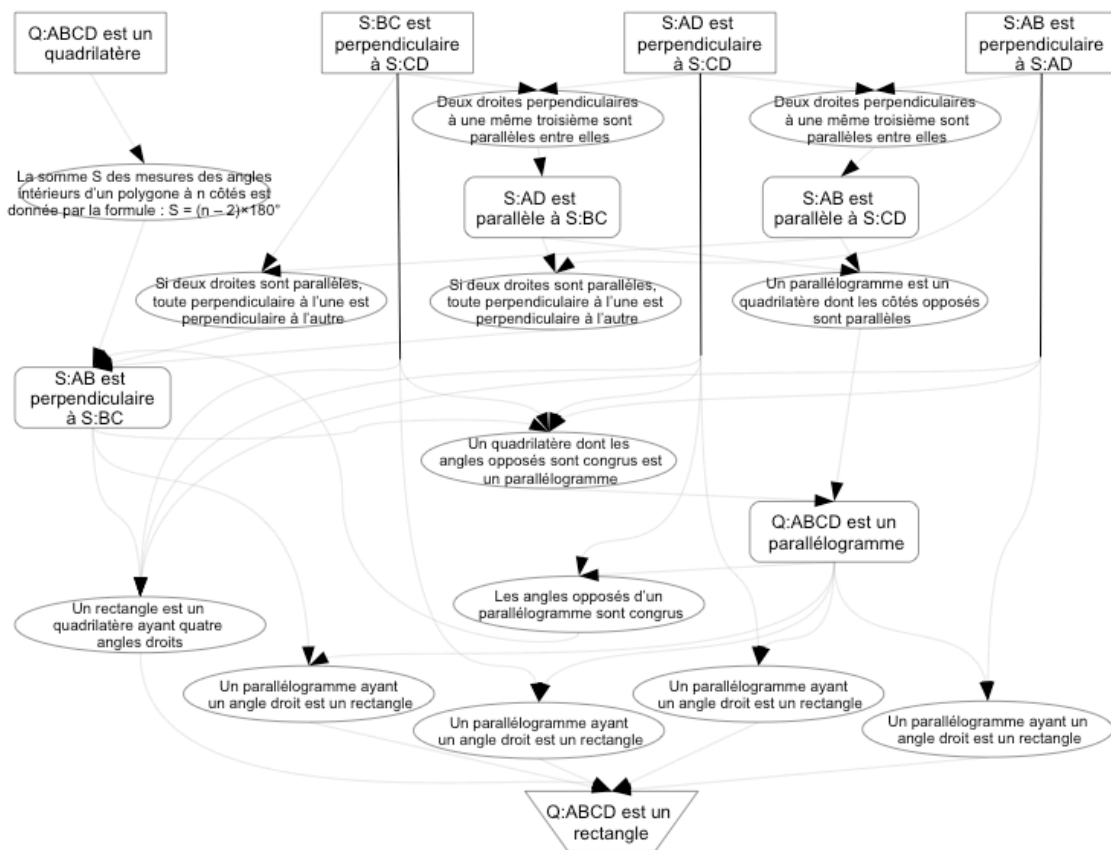 Q:ABCD est un
quadrilatère
S:BC est
perpendiculaire
à S:CD
S:AD est
perpendiculaire
à S:CD
S:AB est
perpendiculaire
à S:AD
Deux droites perpendiculaires
à une même troisième sont
parallèles entre elles
Deux droites perpendiculaires
à une même troisième sont
parallèles entre elles
La somme S des mesures des angles
intérieurs d'un polygone à n côtés est
donnée par la formule : S = (n – 2)×180°
S:AD est
parallèle à S:BC
S:AB est
parallèle à S:CD
Si deux droites sont parallèles,
toute perpendiculaire à l'une est
perpendiculaire à l'autre
Si deux droites sont parallèles,
toute perpendiculaire à l'une est
perpendiculaire à l'autre
Un parallélogramme est un
quadrilatère dont les côtés opposés
sont parallèles
S:AB est
perpendiculaire
à S:BC
Un quadrilatère dont les
angles opposés sont congrus est
un parallélogramme
Q:ABCD est un
parallélogramme
Un rectangle est un
quadrilatère ayant quatre
angles droits
Les angles opposés d'un
parallélogramme sont congrus
Un parallélogramme ayant
un angle droit est un rectangle
Un parallélogramme ayant
un angle droit est un rectangle
Un parallélogramme ayant
un angle droit est un rectangle
Un parallélogramme ayant un
angle droit est un rectangle
Q:ABCD est un
rectangle